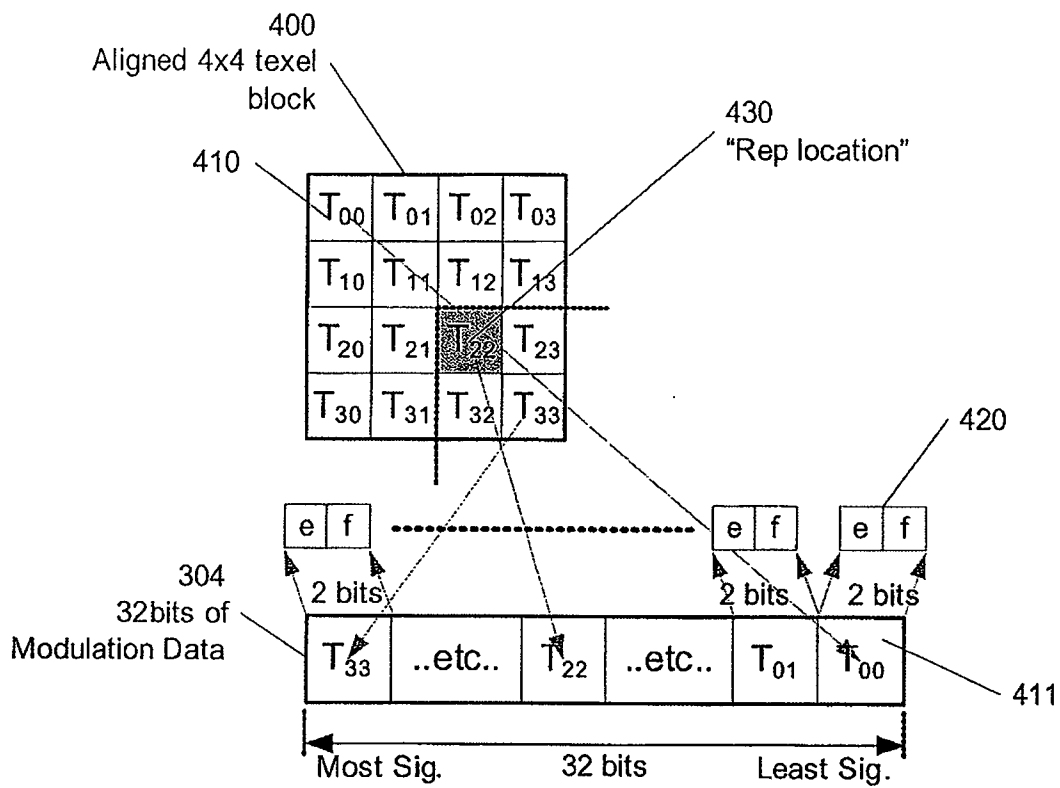 400
Aligned 4x4 texel
block
430
"Rep location"
410
T00 T01 T02 T03
T10 T11 T12 T13
T20 T21 T22 T23
T30 T31 T32 T33
420
e f e f e f
304
32bits of
Modulation Data
2 bits 2 bits 2 bits
T33 ..etc.. T22 ..etc.. T01 T00
411
Most Sig. 32 bits Least Sig.